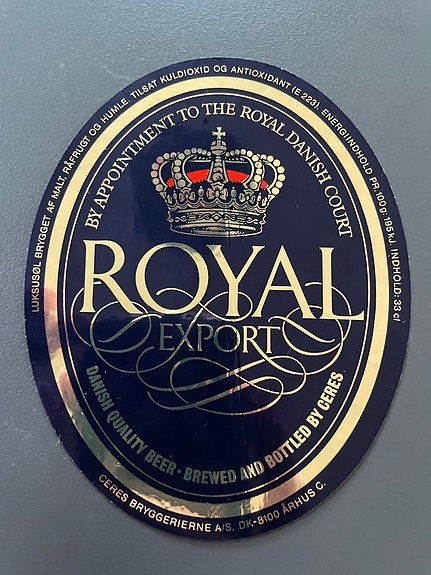 LUKSUSØL BRYGGET AF MALT, RÅFRUGT OG HUMLE. TILSAT KULDIOXID OG ANTIOXIDANT (E 223). ENERGIINDHOLD PR. 100g: 195 kJ. INDHOLD: 33 cl
BY APPOINTMENT TO THE ROYAL DANISH COURT
ROYAL
EXPORT
DANISH QUALITY BEER • BREWED AND BOTTLED BY CERES
CERES BRYGGERIERNE A/S. DK-8100 ÅRHUS C.